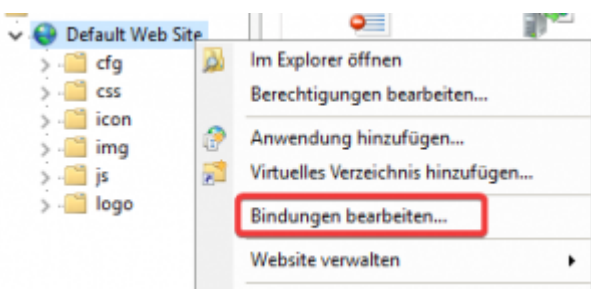 Default Web Site
cfg
css
icon
img
js
logo
Im Explorer öffnen
Berechtigungen bearbeiten...
Anwendung hinzufügen...
Virtuelles Verzeichnis hinzufügen...
Bindungen bearbeiten...
Website verwalten